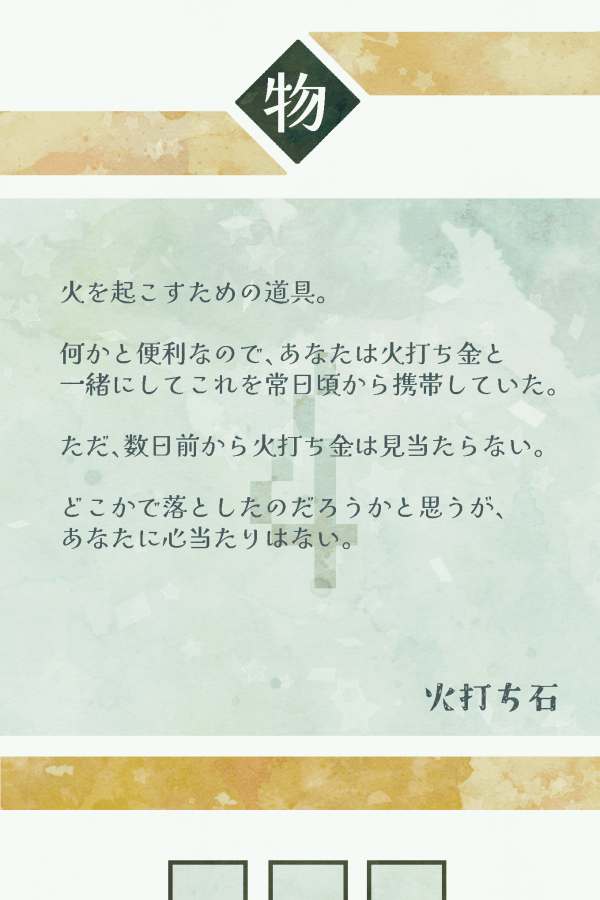 物
火を起こすための道具。
何かと便利なので、あなたは火打ち金と
一緒にしてこれを常日頃から携帯していた。
ただ、数日前から火打ち金は見当たらない。
どこかで落としたのだろうかと思うが、
あなたに心当たりはない。
火打ち石